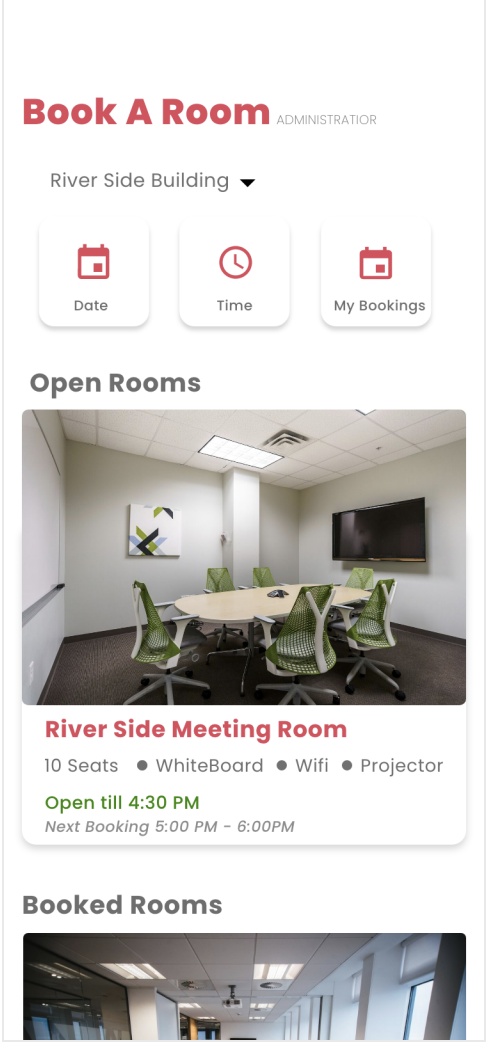 Book A Room ADMINISTRATIOR
River Side Building
Date Time My Bookings
Open Rooms
River Side Meeting Room
10 Seats ● WhiteBoard ● Wifi ● Projector
Open till 4:30 PM
Next Booking 5:00 PM - 6:00PM
Booked Rooms